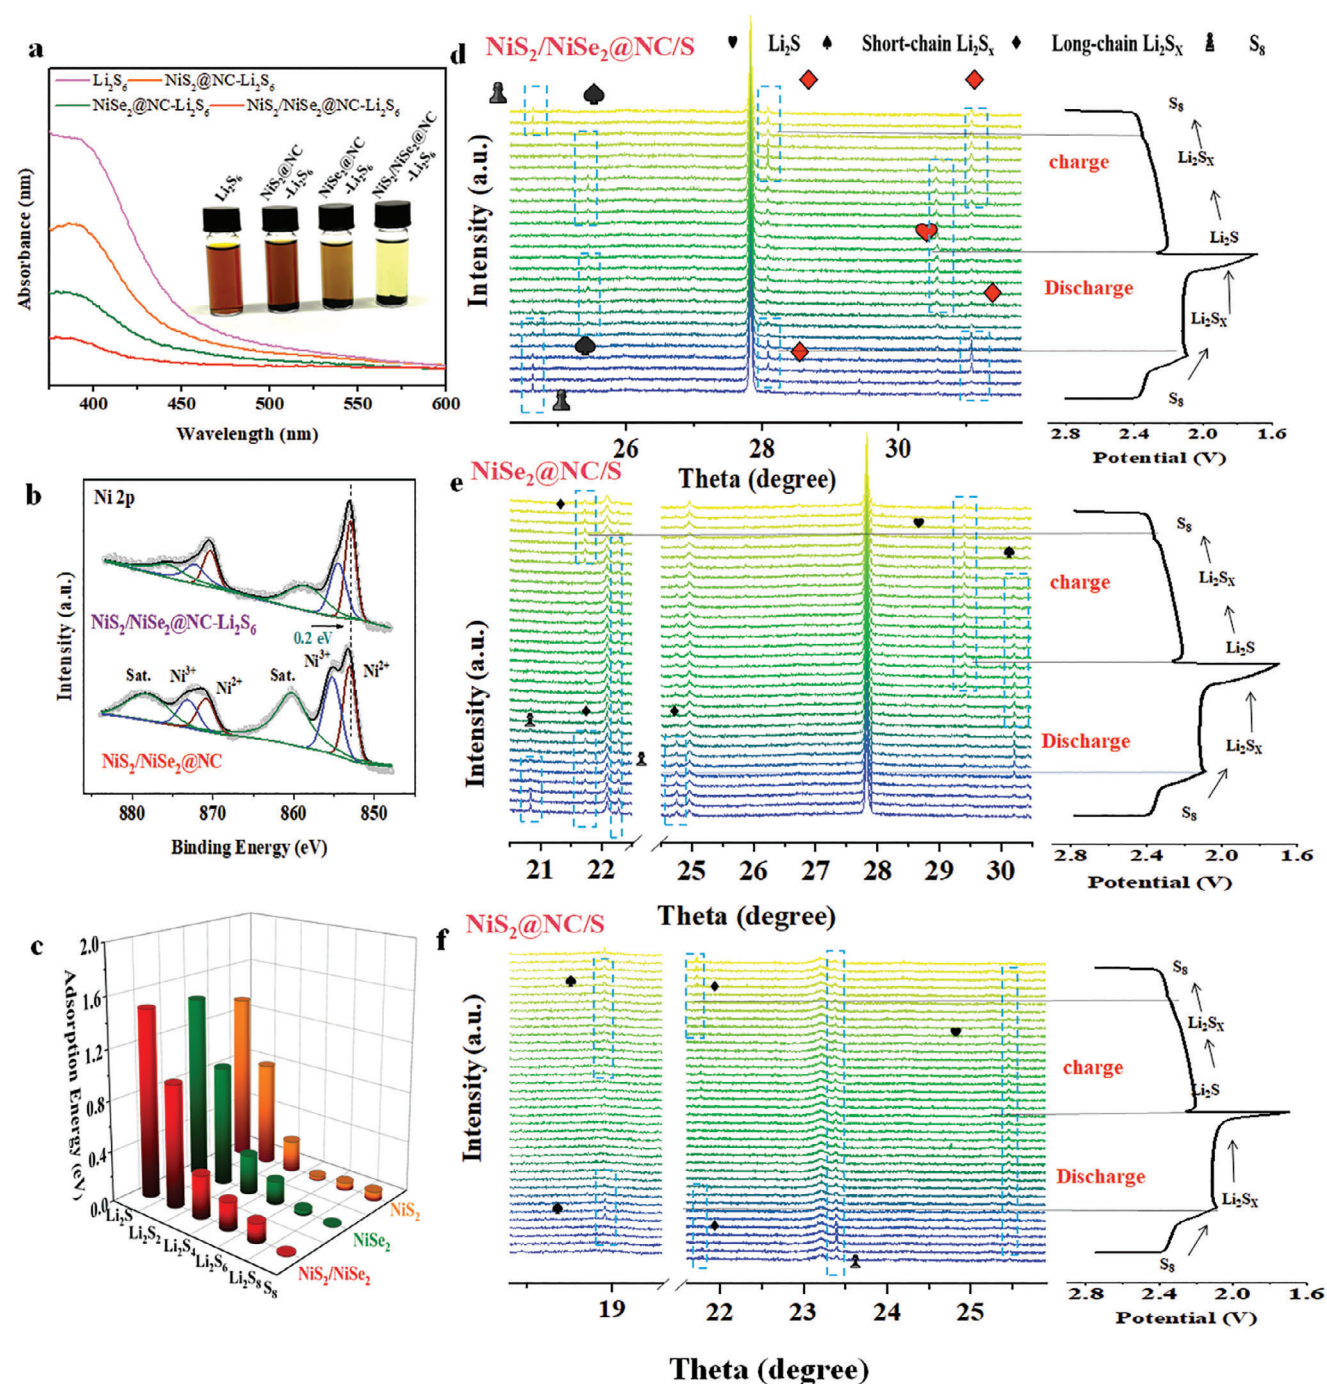 a
Li₂S₆ NiS₂@NC-Li₂S₆
NiSe₂@NC-Li₂S₆ NiS₂/NiSe₂@NC-Li₂S₆
Li₂S₆
NiS₂@NC
-Li₂S₆
NiSe₂@NC
-Li₂S₆
NiS₂/NiSe₂@NC
-Li₂S₆
Absorbance (nm)
400 450 500 550 600
Wavelength (nm)
b
Ni 2p
NiS₂/NiSe₂@NC-Li₂S₆
0.2 eV
Sat.
Ni³⁺
Ni²⁺
Sat.
Ni³⁺
Ni²⁺
NiS₂/NiSe₂@NC
Intensity (a.u.)
880 870 860 850
Binding Energy (eV)
c
Adsorption Energy (eV)
2.0
1.6
1.2
0.8
0.4
0.0
Li₂S
Li₂S₂
Li₂S₄
Li₂S₆
Li₂S₈
S₈
NiS₂
NiSe₂
NiS₂/NiSe₂
d
NiS₂/NiSe₂@NC/S
Li₂S Short-chain Li₂Sₓ Long-chain Li₂S_X S₈
Intensity (a.u.)
26 28 30
Theta (degree)
charge
Discharge
S₈
Li₂S_X
Li₂S
Li₂S_X
S₈
2.8 2.4 2.0 1.6
Potential (V)
e
NiSe₂@NC/S
Intensity (a.u.)
21 22 25 26 27 28 29 30
Theta (degree)
charge
Discharge
S₈
Li₂S_X
Li₂S
Li₂S_X
S₈
2.8 2.4 2.0 1.6
Potential (V)
f
NiS₂@NC/S
Intensity (a.u.)
19 22 23 24 25
Theta (degree)
charge
Discharge
S₈
Li₂S_X
Li₂S
Li₂S_X
S₈
2.8 2.4 2.0 1.6
Potential (V)